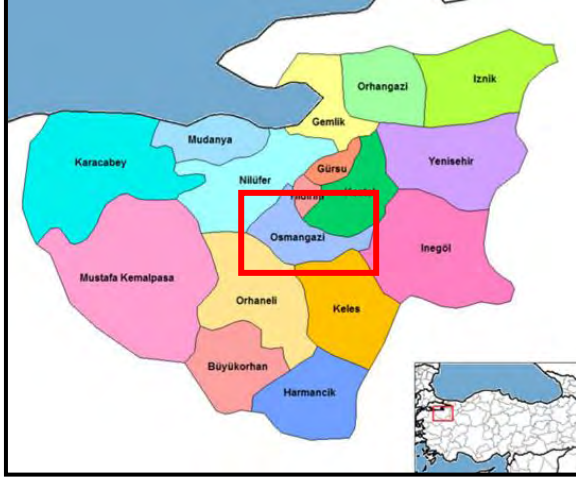 Iznik
Orhangazi
Gemlik
Mudanya
Karacabey
Yenisehir
Gürsu
Nilüfer
Osmangazi
Inegöl
Mustafa Kemalpasa
Orhaneli
Keles
Büyükorhan
Harmancik